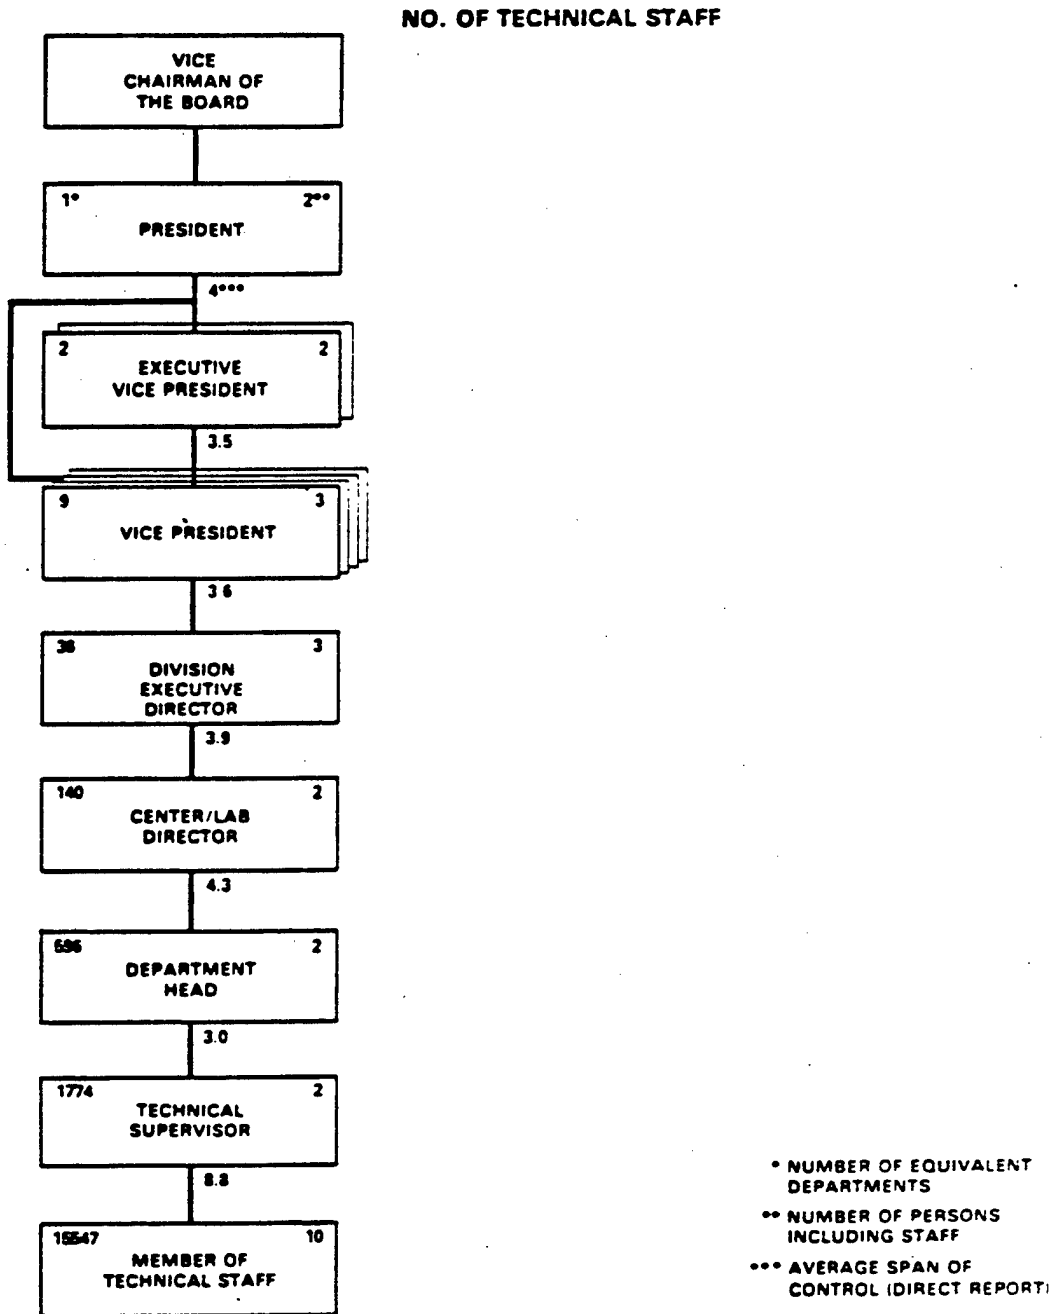 NO. OF TECHNICAL STAFF
VICE
CHAIRMAN OF
THE BOARD
1* 2**
PRESIDENT
4***
2 2
EXECUTIVE
VICE PRESIDENT
3.5
9 3
VICE PRESIDENT
3.6
3
DIVISION
EXECUTIVE
DIRECTOR
3.9
140 2
CENTER/LAB
DIRECTOR
4.3
2
DEPARTMENT
HEAD
3.0
1774 2
TECHNICAL
SUPERVISOR
8.8
15547 10
MEMBER OF
TECHNICAL STAFF
* NUMBER OF EQUIVALENT
DEPARTMENTS
** NUMBER OF PERSONS
INCLUDING STAFF
*** AVERAGE SPAN OF
CONTROL (DIRECT REPORT)